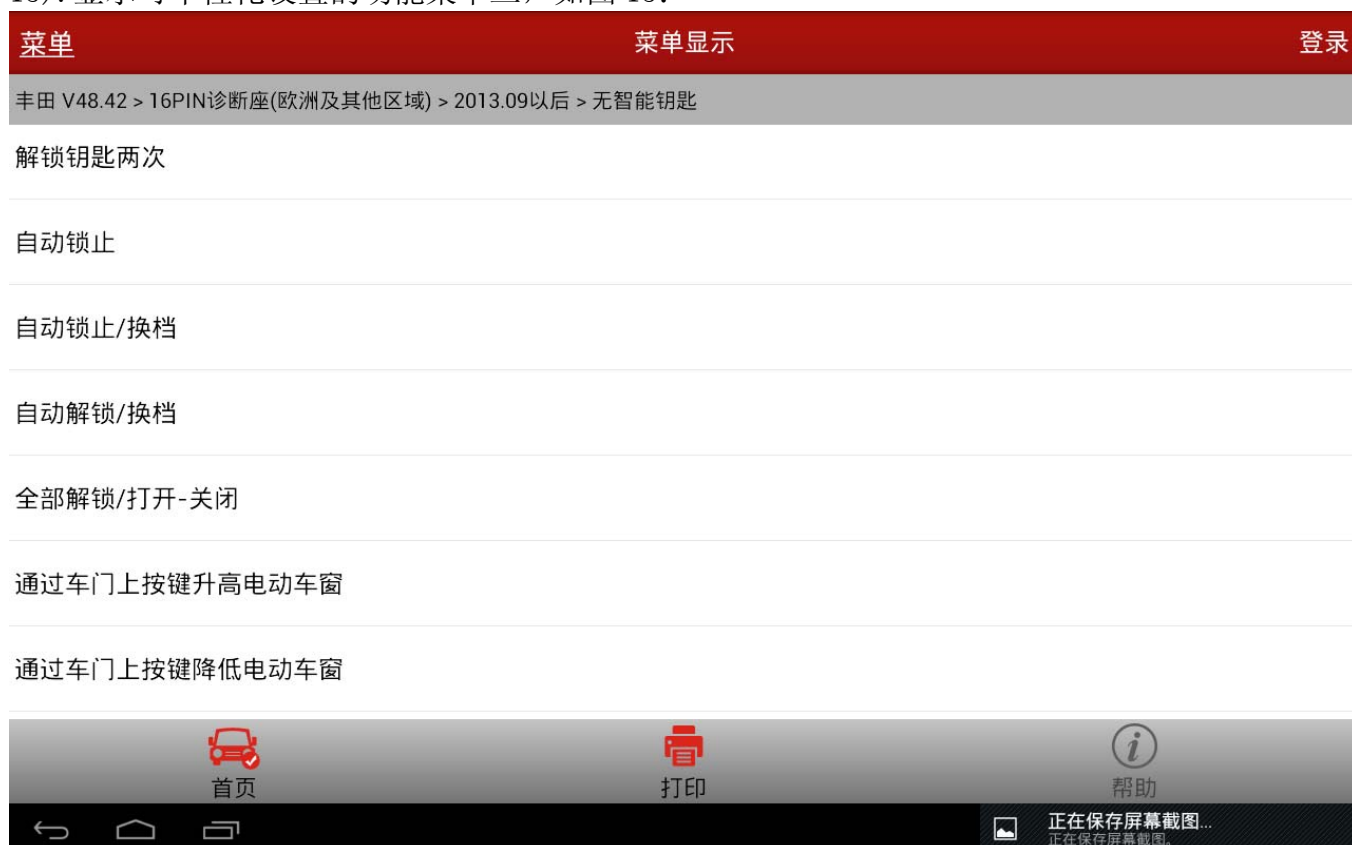 菜单
菜单显示
登录
丰田 V48.42 > 16PIN诊断座(欧洲及其他区域) > 2013.09以后 > 无智能钥匙
解锁钥匙两次
自动锁止
自动锁止/换档
自动解锁/换档
全部解锁/打开-关闭
通过车门上按键升高电动车窗
通过车门上按键降低电动车窗
首页
打印
帮助
正在保存屏幕截图...
正在保存屏幕截图。